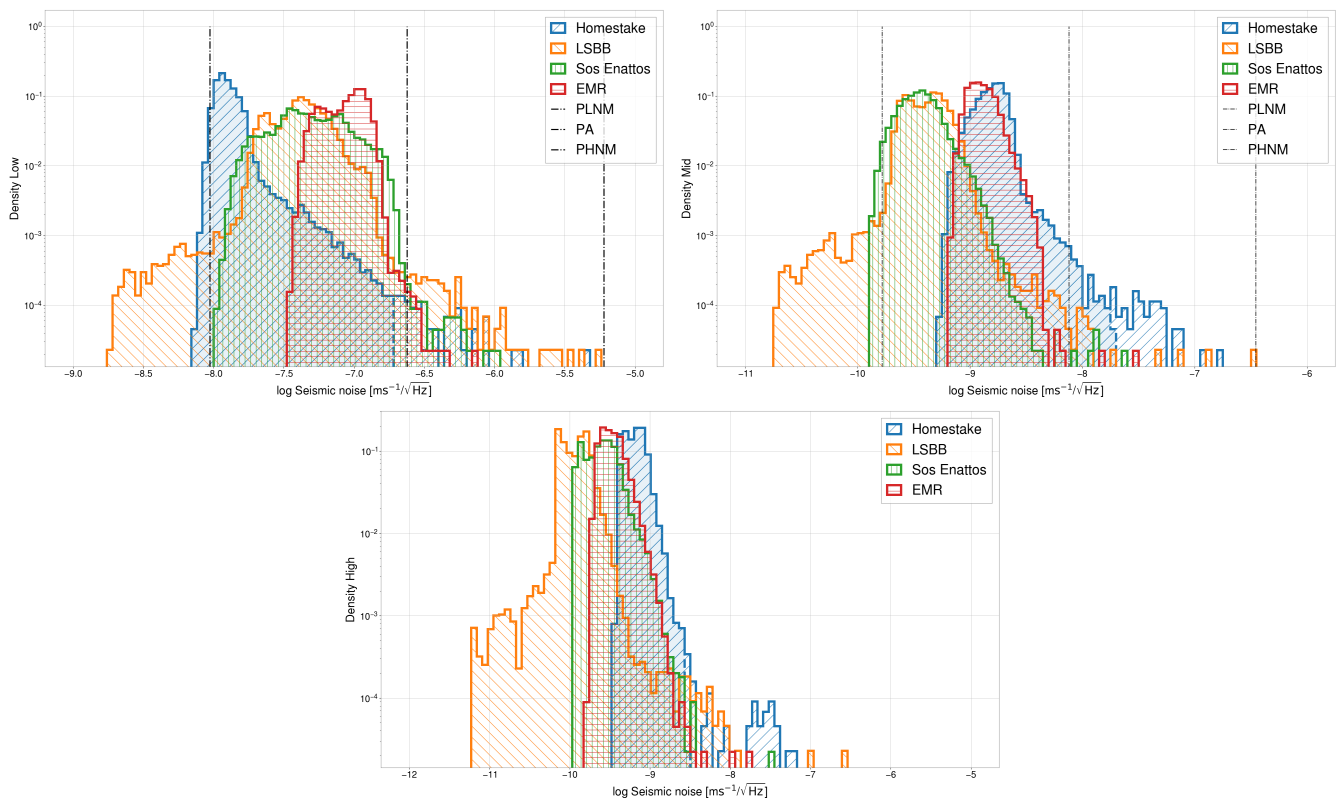 10⁰
10⁻¹
10⁻²
10⁻³
10⁻⁴
Density Low
Homestake
LSBB
Sos Enattos
EMR
PLNM
PA
PHNM
−9.0 −8.5 −8.0 −7.5 −7.0 −6.5 −6.0 −5.5 −5.0
log Seismic noise [ms⁻¹/√Hz]
10⁰
10⁻¹
10⁻²
10⁻³
10⁻⁴
Density Mid
Homestake
LSBB
Sos Enattos
EMR
PLNM
PA
PHNM
−11 −10 −9 −8 −7 −6
log Seismic noise [ms⁻¹/√Hz]
10⁻¹
10⁻²
10⁻³
10⁻⁴
Density High
Homestake
LSBB
Sos Enattos
EMR
−12 −11 −10 −9 −8 −7 −6 −5
log Seismic noise [ms⁻¹/√Hz]